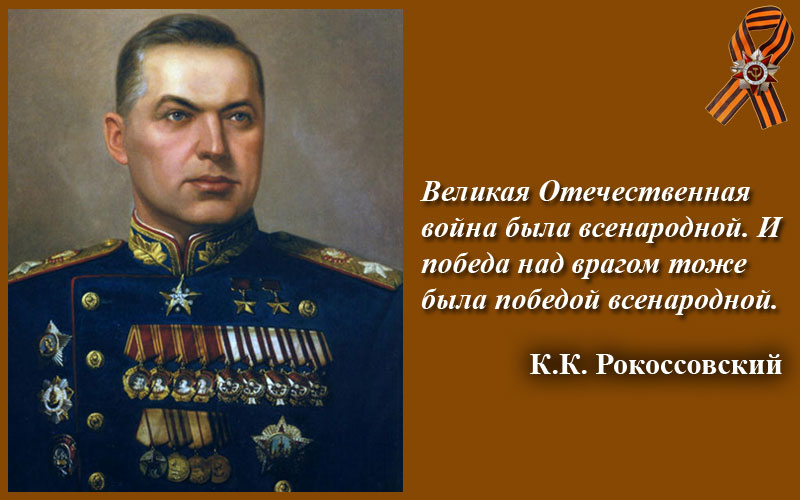 Великая Отечественная
война была всенародной. И
победа над врагом тоже
была победой всенародной.
К.К. Рокоссовский